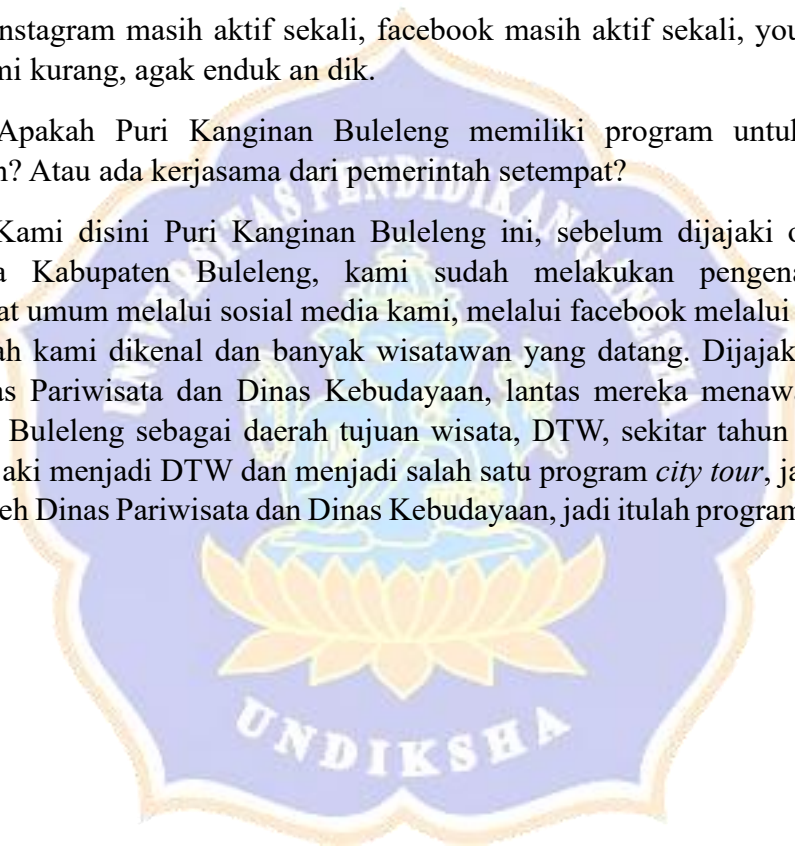 nstagram masih aktif sekali, facebook masih aktif sekali, you
mi kurang, agak enduk an dik.
Apakah Puri Kanginan Buleleng memiliki program untuk
n? Atau ada kerjasama dari pemerintah setempat?
Kami disini Puri Kanginan Buleleng ini, sebelum dijajaki o
a Kabupaten Buleleng, kami sudah melakukan pengena
at umum melalui sosial media kami, melalui facebook melalui
ah kami dikenal dan banyak wisatawan yang datang. Dijajak
as Pariwisata dan Dinas Kebudayaan, lantas mereka menawa
Buleleng sebagai daerah tujuan wisata, DTW, sekitar tahun
aki menjadi DTW dan menjadi salah satu program city tour, ja
eh Dinas Pariwisata dan Dinas Kebudayaan, jadi itulah program
UNIVERSITAS PENDIDIKAN GANESHA
UNDIKSHA